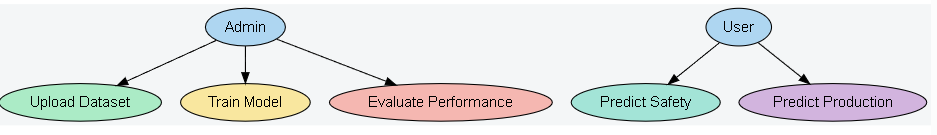 Admin
User
Upload Dataset
Train Model
Evaluate Performance
Predict Safety
Predict Production